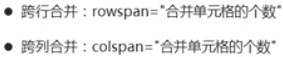 ● 跨行合并：rowspan="合并单元格的个数"
● 跨列合并：colspan="合并单元格的个数"